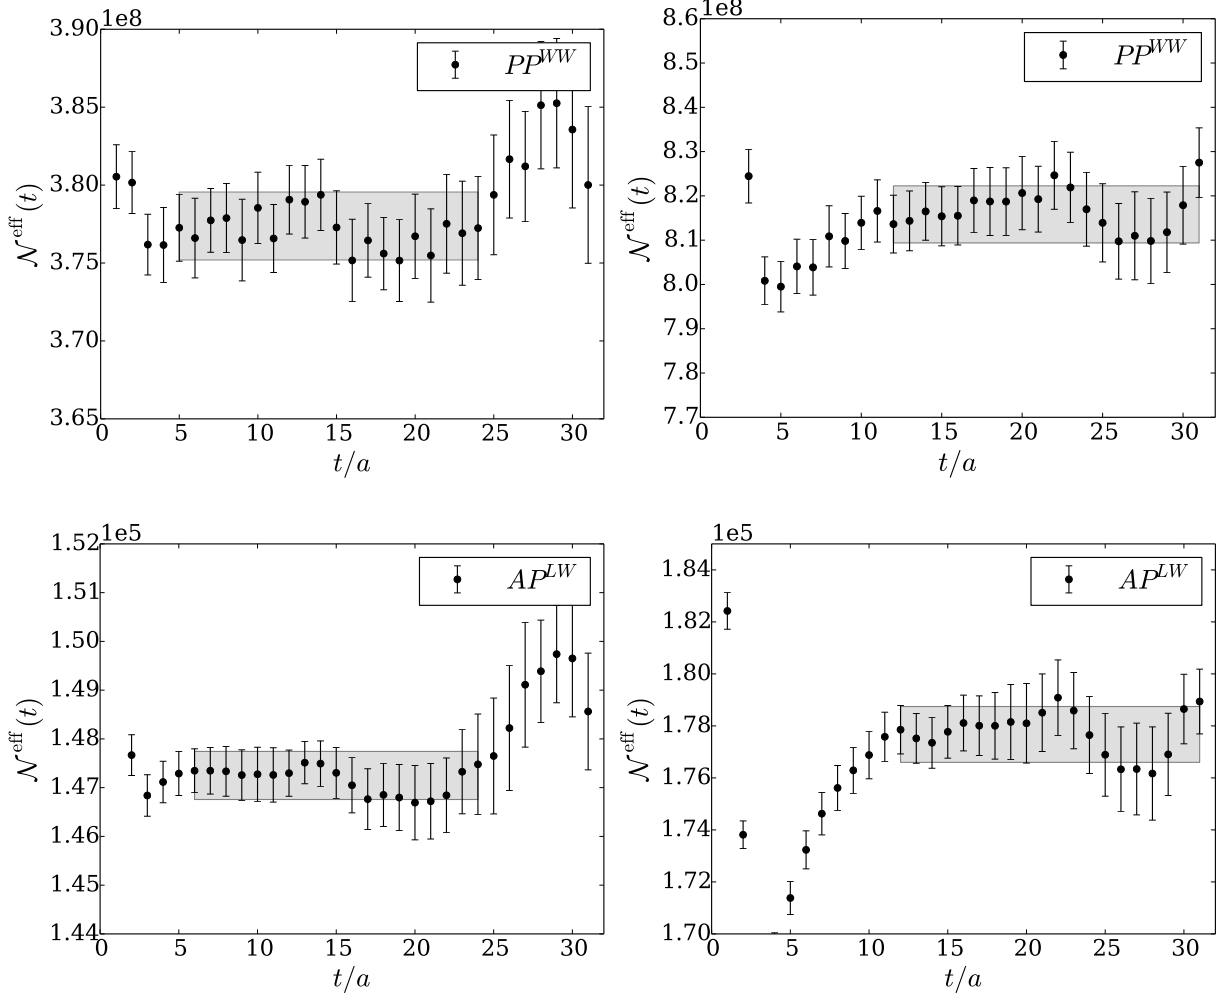 1e8
3.90
3.85
3.80
3.75
3.70
3.65
0 5 10 15 20 25 30
t/a
𝒩^eff(t)
PP^WW
1e8
8.6
8.5
8.4
8.3
8.2
8.1
8.0
7.9
7.8
7.7
0 5 10 15 20 25 30
t/a
𝒩^eff(t)
PP^WW
1e5
1.52
1.51
1.50
1.49
1.48
1.47
1.46
1.45
1.44
0 5 10 15 20 25 30
t/a
𝒩^eff(t)
AP^LW
1e5
1.84
1.82
1.80
1.78
1.76
1.74
1.72
1.70
0 5 10 15 20 25 30
t/a
𝒩^eff(t)
AP^LW